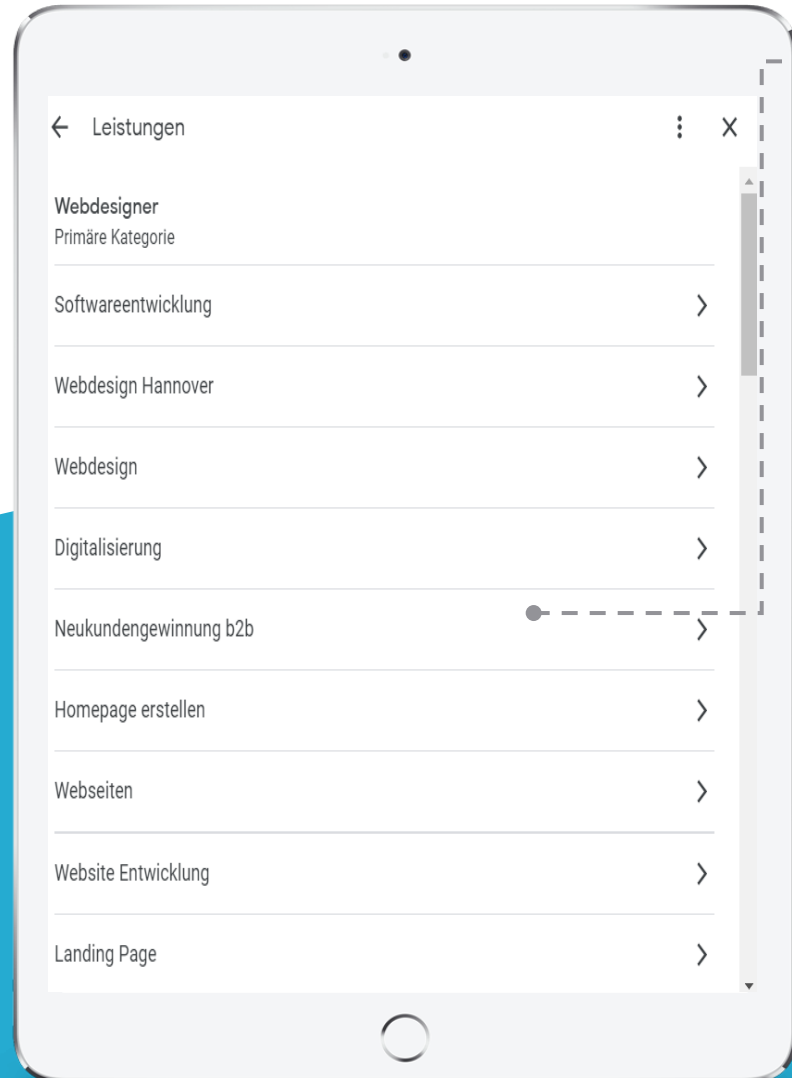 Leistungen
Webdesigner
Primäre Kategorie
Softwareentwicklung
Webdesign Hannover
Webdesign
Digitalisierung
Neukundengewinnung b2b
Homepage erstellen
Webseiten
Website Entwicklung
Landing Page